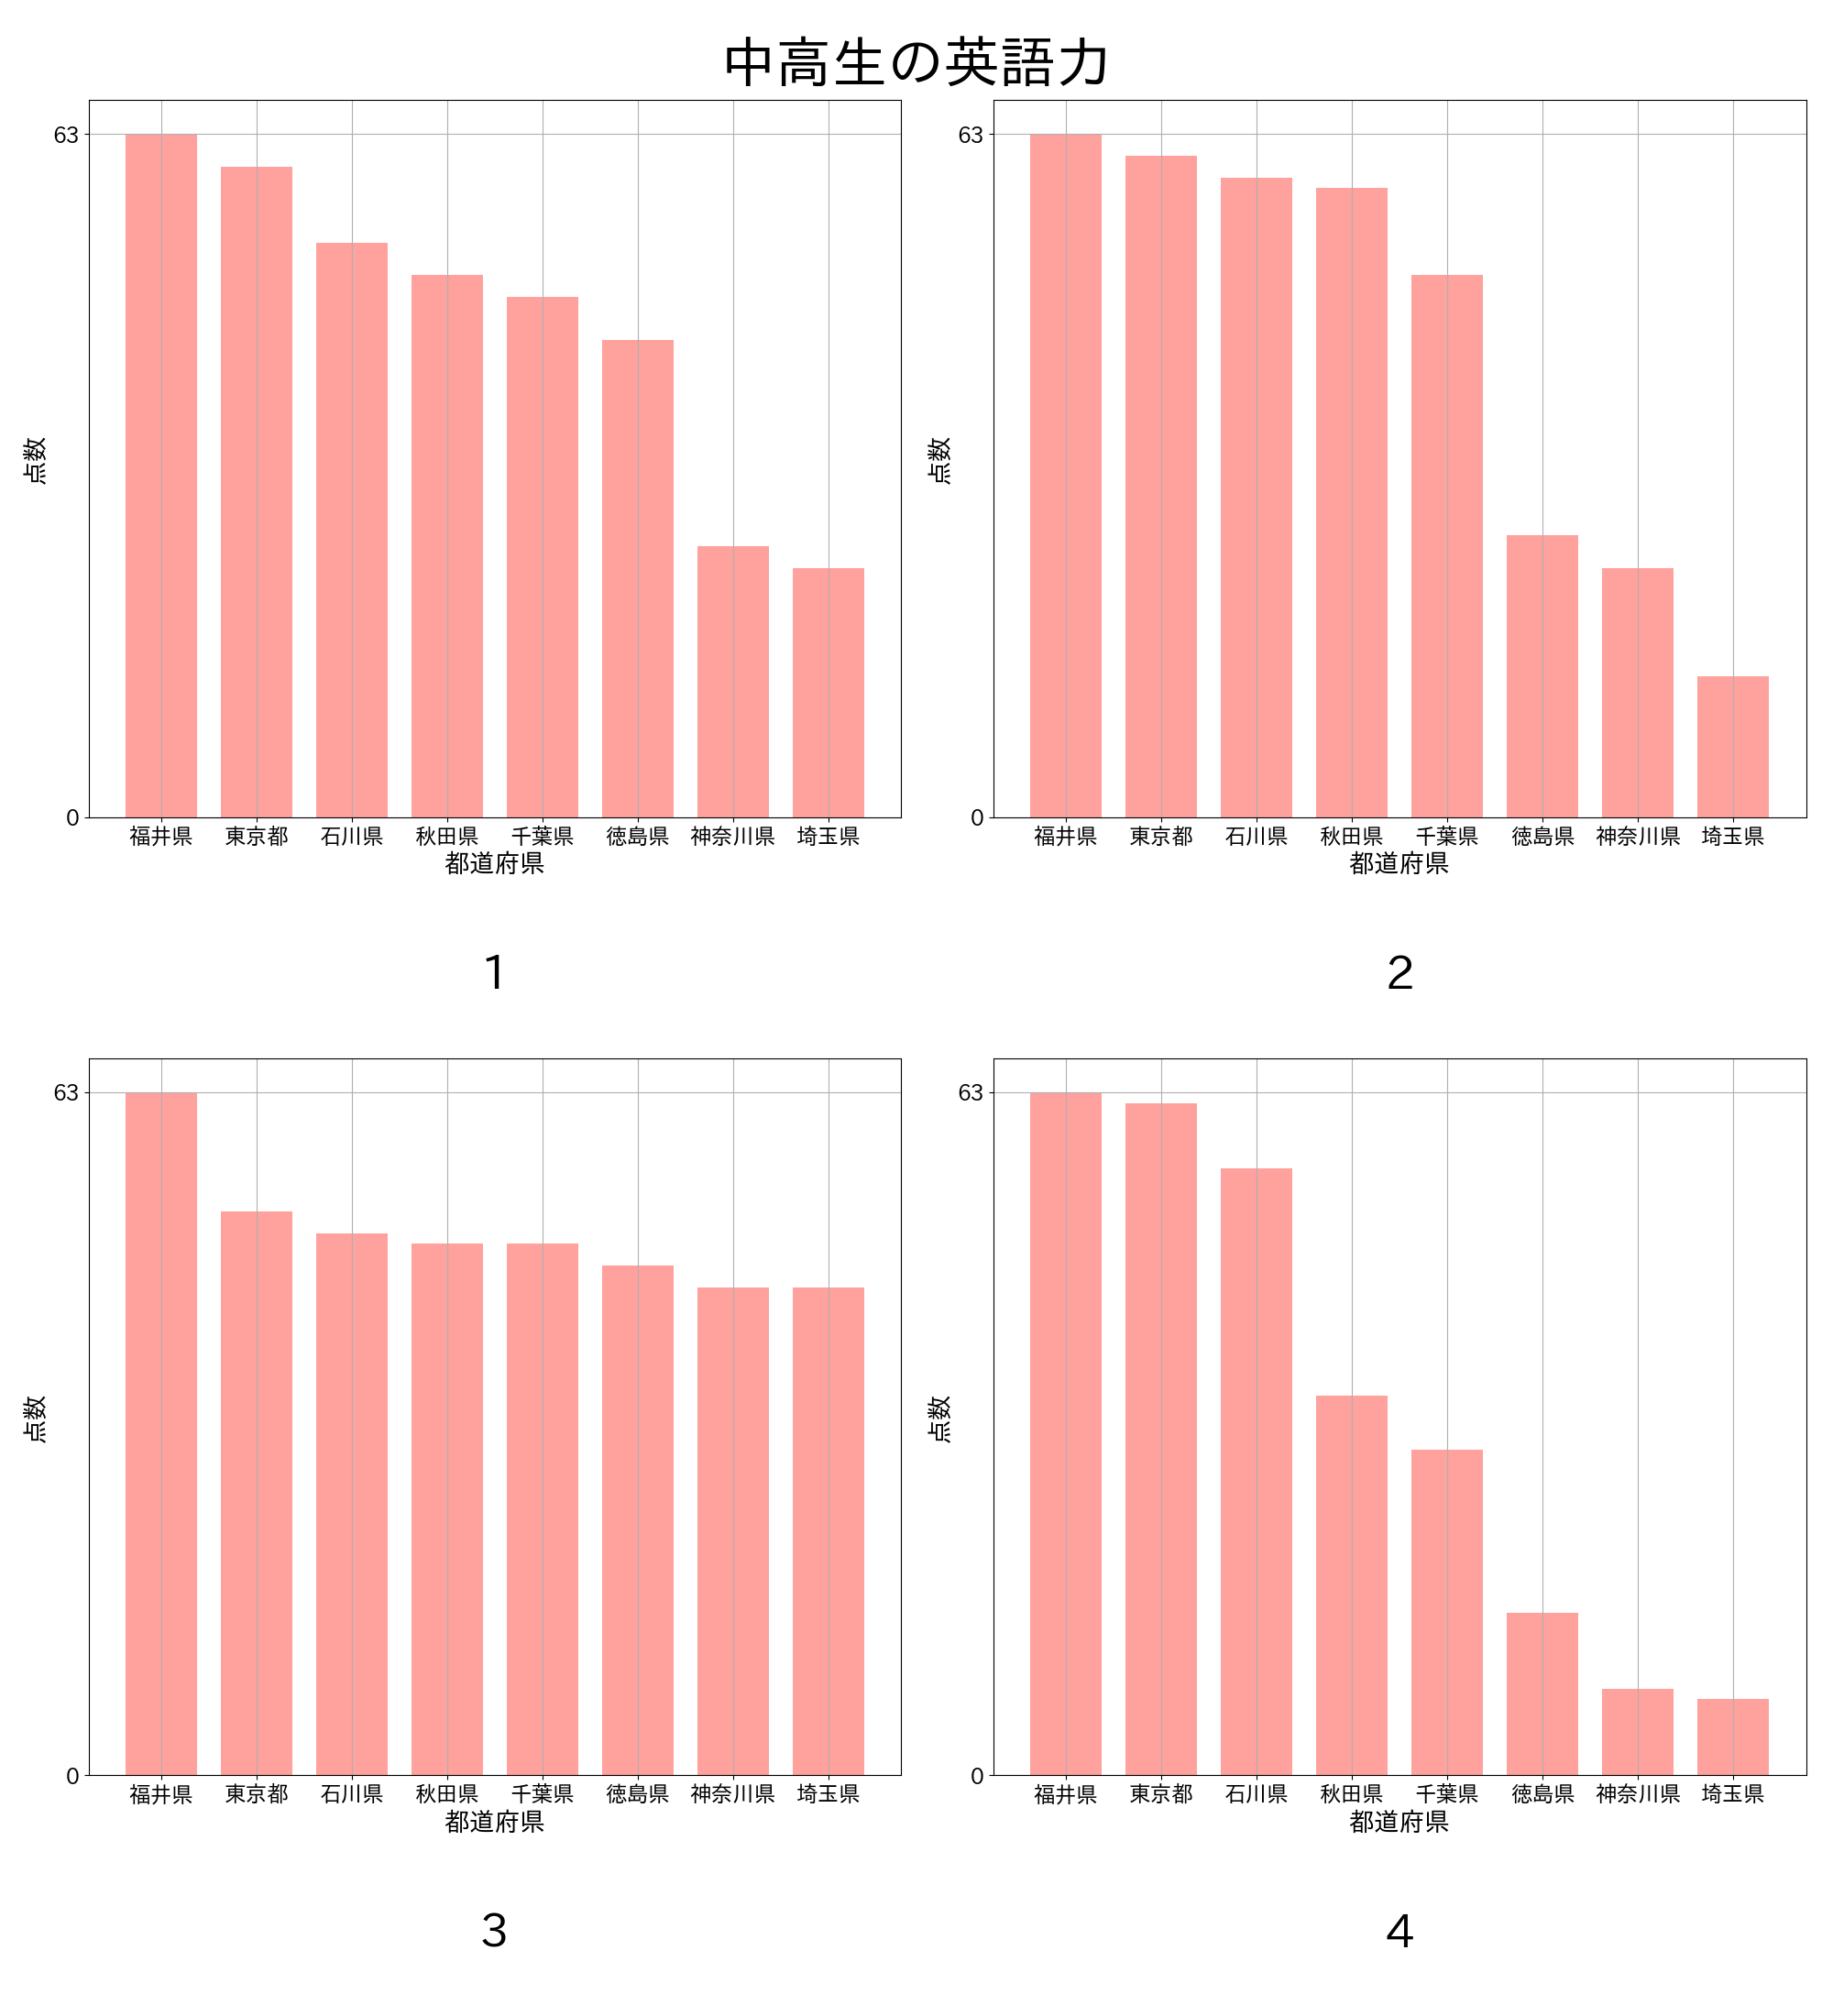 中高生の英語力
63
0
点数
福井県 東京都 石川県 秋田県 千葉県 徳島県 神奈川県 埼玉県
都道府県
1
63
0
点数
福井県 東京都 石川県 秋田県 千葉県 徳島県 神奈川県 埼玉県
都道府県
2
63
0
点数
福井県 東京都 石川県 秋田県 千葉県 徳島県 神奈川県 埼玉県
都道府県
3
63
0
点数
福井県 東京都 石川県 秋田県 千葉県 徳島県 神奈川県 埼玉県
都道府県
4